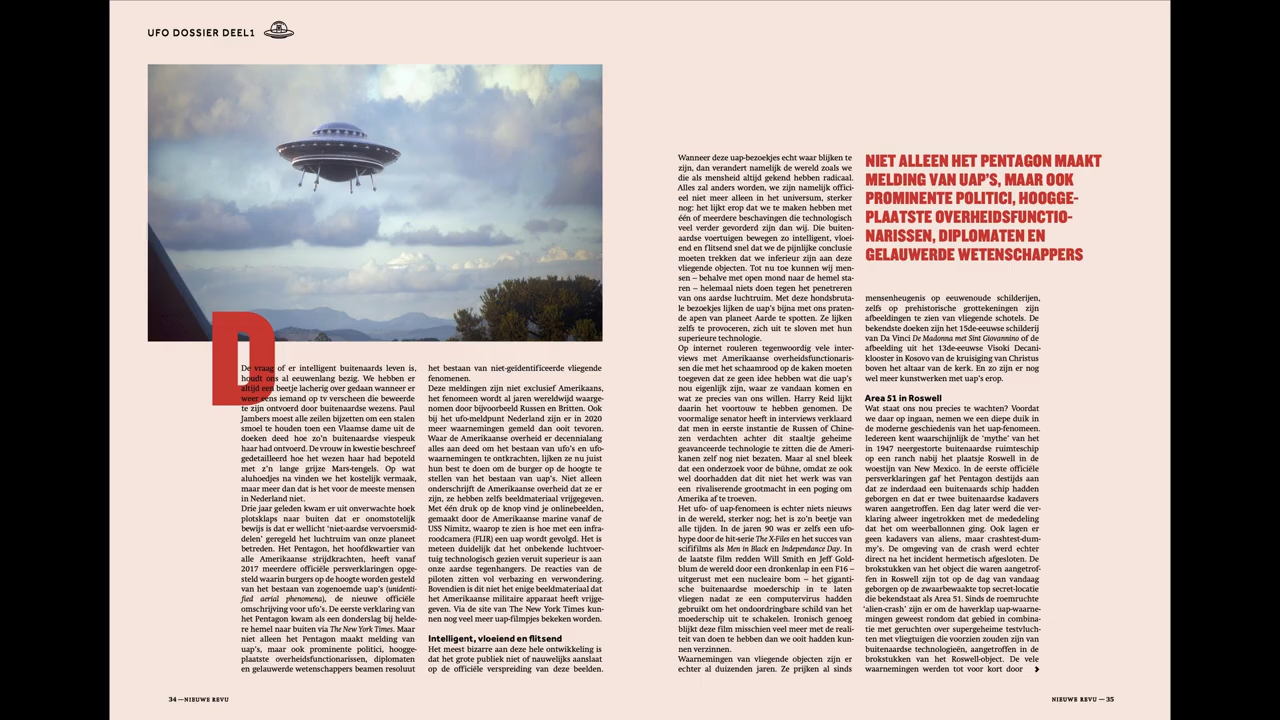 UFO DOSSIER DEEL1
De vraag of er intelligent buitenaards leven is,
houdt ons al eeuwenlang bezig. We hebben er
altijd een beetje lacherig over gedaan wanneer er
weer eens iemand op tv verscheen die beweerde
te zijn ontvoerd door buitenaardse wezens. Paul
Jambers moest alle zeilen bijzetten om een stalen
smoel te houden toen een Vlaamse dame uit de
doeken deed hoe zo'n buitenaardse viespeuk
haar had ontvoerd. De vrouw in kwestie beschreef
gedetailleerd hoe het wezen haar had bepoteld
met z'n lange grijze Mars-tengels. Op wat
aluhoedjes na vinden we het kostelijk vermaak,
maar meer dan dat is het voor de meeste mensen
in Nederland niet.
Drie jaar geleden kwam er uit onverwachte hoek
plotsklaps naar buiten dat er onomstotelijk
bewijs is dat er wellicht 'niet-aardse vervoersmid-
delen' geregeld het luchtruim van onze planeet
betreden. Het Pentagon, het hoofdkwartier van
alle Amerikaanse strijdkrachten, heeft vanaf
2017 meerdere officiële persverklaringen opge-
steld waarin burgers op de hoogte worden gesteld
van het bestaan van zogenoemde uap's (unidenti-
fied aerial phenomena), de nieuwe officiële
omschrijving voor ufo's. De eerste verklaring van
het Pentagon kwam als een donderslag bij helde-
re hemel naar buiten via The New York Times. Maar
niet alleen het Pentagon maakt melding van
uap's, maar ook prominente politici, hoogge-
plaatste overheidsfunctionarissen, diplomaten
en gelauwerde wetenschappers beamen resoluut
het bestaan van niet-geïdentificeerde vliegende
fenomenen.
Deze meldingen zijn niet exclusief Amerikaans,
het fenomeen wordt al jaren wereldwijd waarge-
nomen door bijvoorbeeld Russen en Britten. Ook
bij het ufo-meldpunt Nederland zijn er in 2020
meer waarnemingen gemeld dan ooit tevoren.
Waar de Amerikaanse overheid er decennialang
alles aan deed om het bestaan van ufo's en ufo-
waarnemingen te ontkrachten, lijken ze nu juist
hun best te doen om de burger op de hoogte te
stellen van het bestaan van uap's. Niet alleen
onderschrijft de Amerikaanse overheid dat ze er
zijn, ze hebben zelfs beeldmateriaal vrijgegeven.
Met één druk op de knop vind je onlinebeelden,
gemaakt door de Amerikaanse marine vanaf de
USS Nimitz, waarop te zien is hoe met een infra-
roodcamera (FLIR) een uap wordt gevolgd. Het is
meteen duidelijk dat het onbekende luchtvoer-
tuig technologisch gezien veruit superieur is aan
onze aardse tegenhangers. De reacties van de
piloten zitten vol verbazing en verwondering.
Bovendien is dit niet het enige beeldmateriaal dat
het Amerikaanse militaire apparaat heeft vrijge-
geven. Via de site van The New York Times kun-
nen nog veel meer uap-filmpjes bekeken worden.
Intelligent, vloeiend en flitsend
Het meest bizarre aan deze hele ontwikkeling is
dat het grote publiek niet of nauwelijks aanslaat
op de officiële verspreiding van deze beelden.
34 — NIEUWE REVU
Wanneer deze uap-bezoekjes echt waar blijken te
zijn, dan verandert namelijk de wereld zoals we
die als mensheid altijd gekend hebben radicaal.
Alles zal anders worden, we zijn namelijk offici-
eel niet meer alleen in het universum, sterker
nog: het lijkt erop dat we te maken hebben met
één of meerdere beschavingen die technologisch
veel verder gevorderd zijn dan wij. Die buiten-
aardse voertuigen bewegen zo intelligent, vloei-
end en flitsend snel dat we de pijnlijke conclusie
moeten trekken dat we inferieur zijn aan deze
vliegende objecten. Tot nu toe kunnen wij men-
sen – behalve met open mond naar de hemel sta-
ren – helemaal niets doen tegen het penetreren
van ons aardse luchtruim. Met deze hondsbruta-
le bezoekjes lijken de uap's bijna met ons praten-
de apen van planeet Aarde te spotten. Ze lijken
zelfs te provoceren, zich uit te sloven met hun
superieure technologie.
Op internet rouleren tegenwoordig vele inter-
views met Amerikaanse overheidsfunctionaris-
sen die met het schaamrood op de kaken moeten
toegeven dat ze geen idee hebben wat die uap's
nou eigenlijk zijn, waar ze vandaan komen en
wat ze precies van ons willen. Harry Reid lijkt
daarin het voortouw te hebben genomen. De
voormalige senator heeft in interviews verklaard
dat men in eerste instantie de Russen of Chine-
zen verdachten achter dit staaltje geheime
geavanceerde technologie te zitten die de Ameri-
kanen zelf nog niet bezaten. Maar al snel bleek
dat een onderzoek voor de bühne, omdat ze ook
wel doorhadden dat dit niet het werk was van
een rivaliserende grootmacht in een poging om
Amerika af te troeven.
Het ufo- of uap-fenomeen is echter niets nieuws
in de wereld, sterker nog; het is zo'n beetje van
alle tijden. In de jaren 90 was er zelfs een ufo-
hype door de hit-serie The X-Files en het succes van
scififilms als Men in Black en Independance Day. In
de laatste film redden Will Smith en Jeff Gold-
blum de wereld door een dronkenlap in een F16 –
uitgerust met een nucleaire bom – het giganti-
sche buitenaardse moederschip in te laten
vliegen nadat ze een computervirus hadden
gebruikt om het ondoordringbare schild van het
moederschip uit te schakelen. Ironisch genoeg
blijkt deze film misschien veel meer met de reali-
teit van doen te hebben dan we ooit hadden kun-
nen verzinnen.
Waarnemingen van vliegende objecten zijn er
echter al duizenden jaren. Ze prijken al sinds
NIET ALLEEN HET PENTAGON MAAKT
MELDING VAN UAP'S, MAAR OOK
PROMINENTE POLITICI, HOOGGE-
PLAATSTE OVERHEIDSFUNCTIO-
NARISSEN, DIPLOMATEN EN
GELAUWERDE WETENSCHAPPERS
mensenheugenis op eeuwenoude schilderijen,
zelfs op prehistorische grottekeningen zijn
afbeeldingen te zien van vliegende schotels. De
bekendste doeken zijn het 15de-eeuwse schilderij
van Da Vinci De Madonna met Sint Giovannino of de
afbeelding uit het 13de-eeuwse Visoki Decani-
klooster in Kosovo van de kruisiging van Christus
boven het altaar van de kerk. En zo zijn er nog
wel meer kunstwerken met uap's erop.
Area 51 in Roswell
Wat staat ons nou precies te wachten? Voordat
we daar op ingaan, nemen we een diepe duik in
de moderne geschiedenis van het uap-fenomeen.
Iedereen kent waarschijnlijk de 'mythe' van het
in 1947 neergestorte buitenaardse ruimteschip
op een ranch nabij het plaatsje Roswell in de
woestijn van New Mexico. In de eerste officiële
persverklaringen gaf het Pentagon destijds aan
dat ze inderdaad een buitenaards schip hadden
geborgen en dat er twee buitenaardse kadavers
waren aangetroffen. Een dag later werd die ver-
klaring alweer ingetrokken met de mededeling
dat het om weerballonnen ging. Ook lagen er
geen kadavers van aliens, maar crashtest-dum-
my's. De omgeving van de crash werd echter
direct na het incident hermetisch afgesloten. De
brokstukken van het object die waren aangetrof-
fen in Roswell zijn tot op de dag van vandaag
geborgen op de zwaarbewaakte top secret-locatie
die bekendstaat als Area 51. Sinds de roemruchte
'alien-crash' zijn er om de haverklap uap-waarne-
mingen geweest rondom dat gebied in combina-
tie met geruchten over supergeheime testvluch-
ten met vliegtuigen die voorzien zouden zijn van
buitenaardse technologieën, aangetroffen in de
brokstukken van het Roswell-object. De vele
waarnemingen werden tot voor kort door
NIEUWE REVU — 35